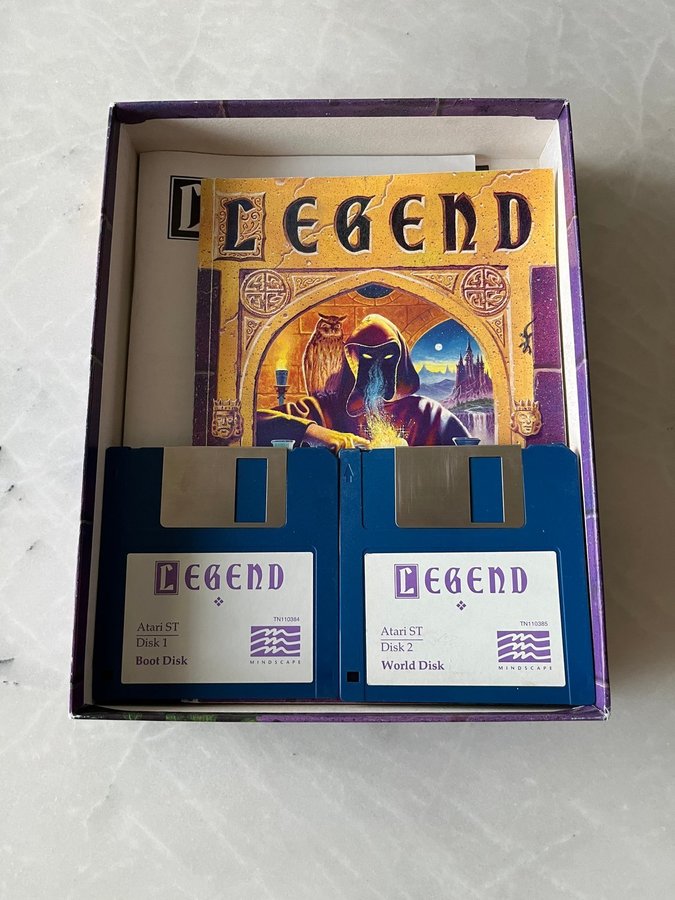 L
LEGEND
LEGEND
Atari ST
Disk 1
Boot Disk
TN110384
MINDSCAPE
LEGEND
Atari ST
Disk 2
World Disk
TN110385
MINDSCAPE